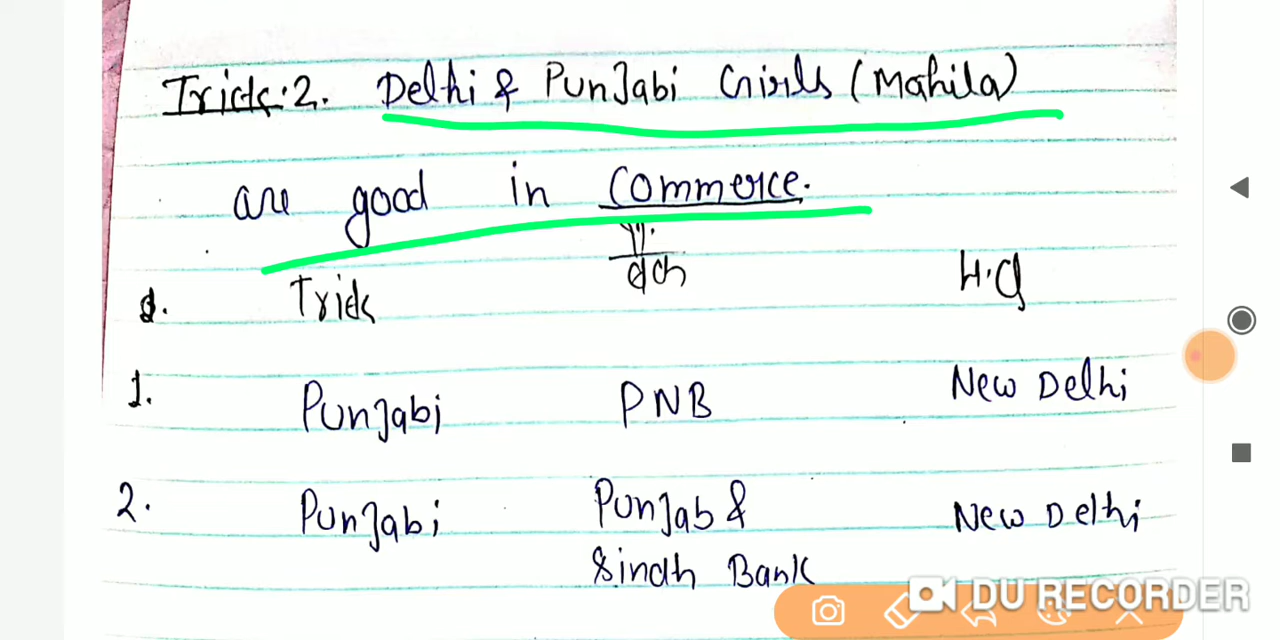 Trick:2. Delhi & Punjabi Girls (Mahila)
are good in Commerce.
Trick H.Q
1. Punjabi PNB New Delhi
2. Punjabi Punjab & New Delhi
Sindh Bank
DU RECORDER